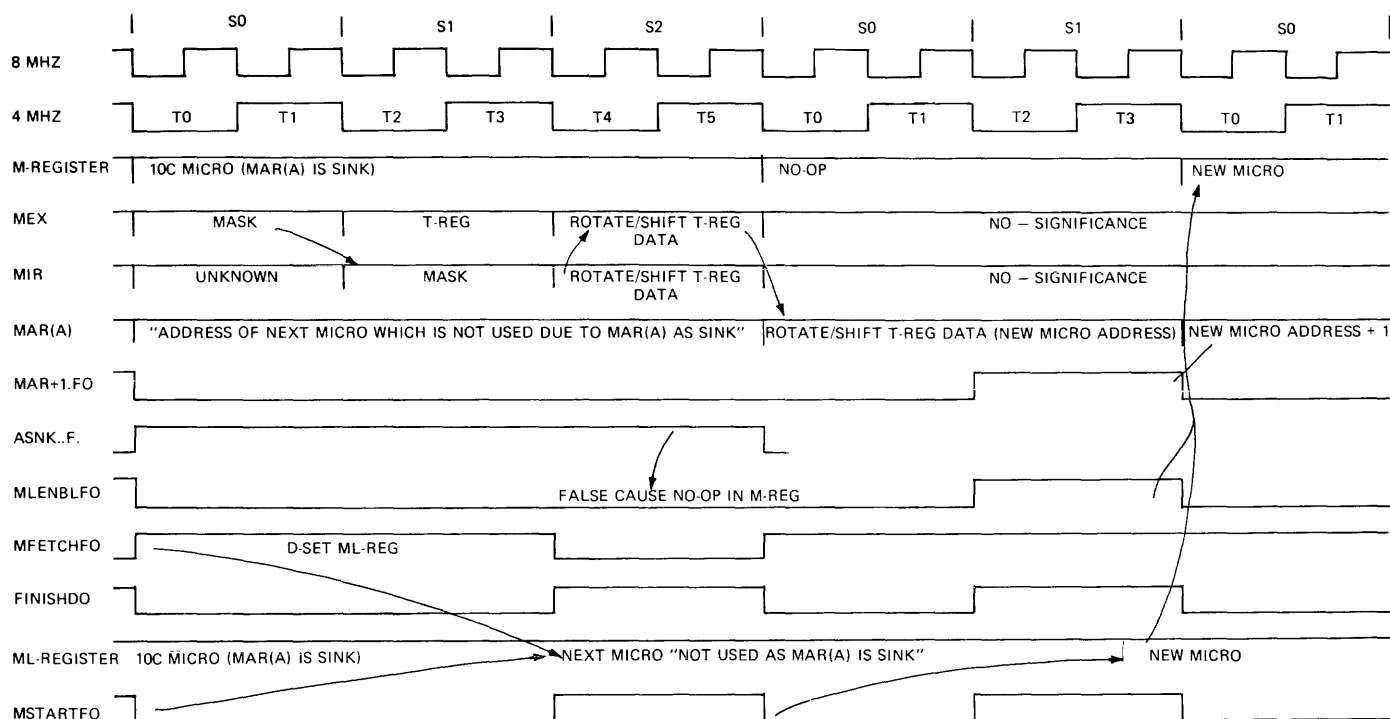 S0 S1 S2 S0 S1 S0
8 MHZ
4 MHZ T0 T1 T2 T3 T4 T5 T0 T1 T2 T3 T0 T1
M-REGISTER 10C MICRO (MAR(A) IS SINK) NO-OP NEW MICRO
MEX MASK T-REG ROTATE/SHIFT T-REG NO – SIGNIFICANCE
DATA
MIR UNKNOWN MASK ROTATE/SHIFT T-REG NO – SIGNIFICANCE
DATA
MAR(A) "ADDRESS OF NEXT MICRO WHICH IS NOT USED DUE TO MAR(A) AS SINK" ROTATE/SHIFT T-REG DATA (NEW MICRO ADDRESS) NEW MICRO ADDRESS + 1
MAR+1.FO
ASNK..F.
MLENBLFO FALSE CAUSE NO-OP IN M-REG
MFETCHFO D-SET ML-REG
FINISHDO
ML-REGISTER 10C MICRO (MAR(A) IS SINK) NEXT MICRO "NOT USED AS MAR(A) IS SINK" NEW MICRO
MSTARTFO